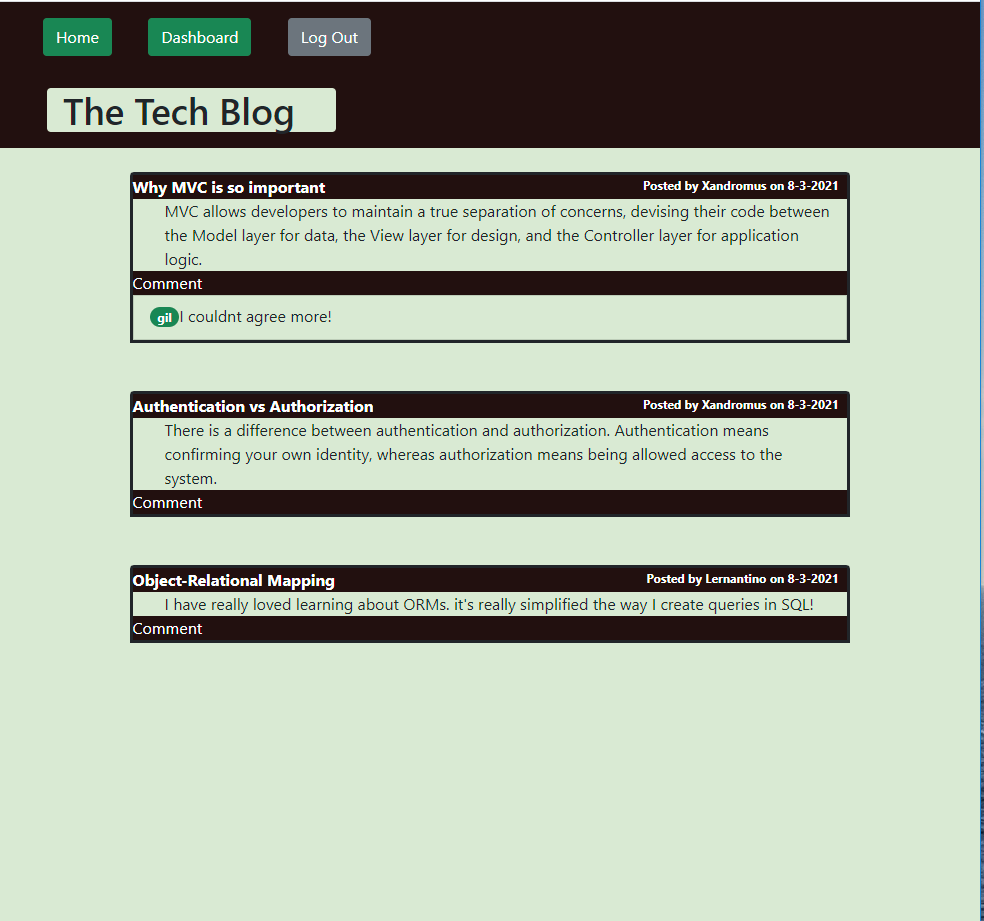 Home Dashboard Log Out
The Tech Blog
Why MVC is so important Posted by Xandromus on 8-3-2021
MVC allows developers to maintain a true separation of concerns, devising their code between
the Model layer for data, the View layer for design, and the Controller layer for application
logic.
Comment
gil I couldnt agree more!
Authentication vs Authorization Posted by Xandromus on 8-3-2021
There is a difference between authentication and authorization. Authentication means
confirming your own identity, whereas authorization means being allowed access to the
system.
Comment
Object-Relational Mapping Posted by Lernantino on 8-3-2021
I have really loved learning about ORMs. it's really simplified the way I create queries in SQL!
Comment